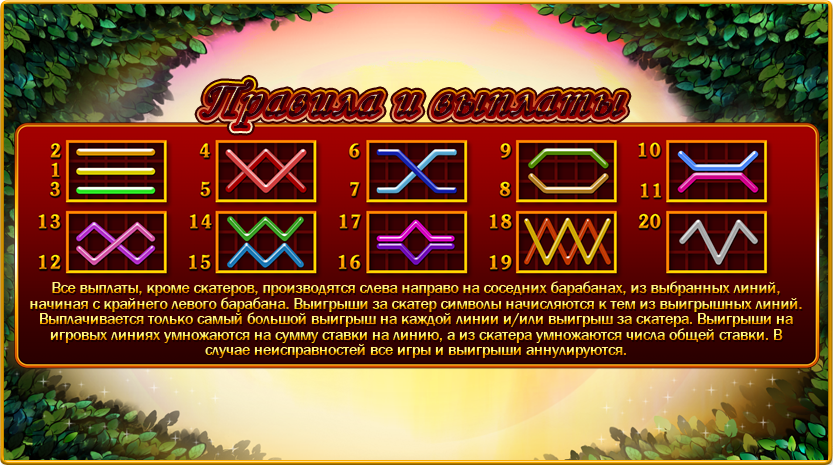 Правила и выплаты
2 4 6 9 10
1
3 5 7 8 11
13 14 17 18 20
12 15 16 19
Все выплаты, кроме скатеров, производятся слева направо на соседних барабанах, из выбранных линий,
начиная с крайнего левого барабана. Выигрыши за скатер символы начисляются к тем из выигрышных линий.
Выплачивается только самый большой выигрыш на каждой линии и/или выигрыш за скатера. Выигрыши на
игровых линиях умножаются на сумму ставки на линию, а из скатера умножаются числа общей ставки. В
случае неисправностей все игры и выигрыши аннулируются.